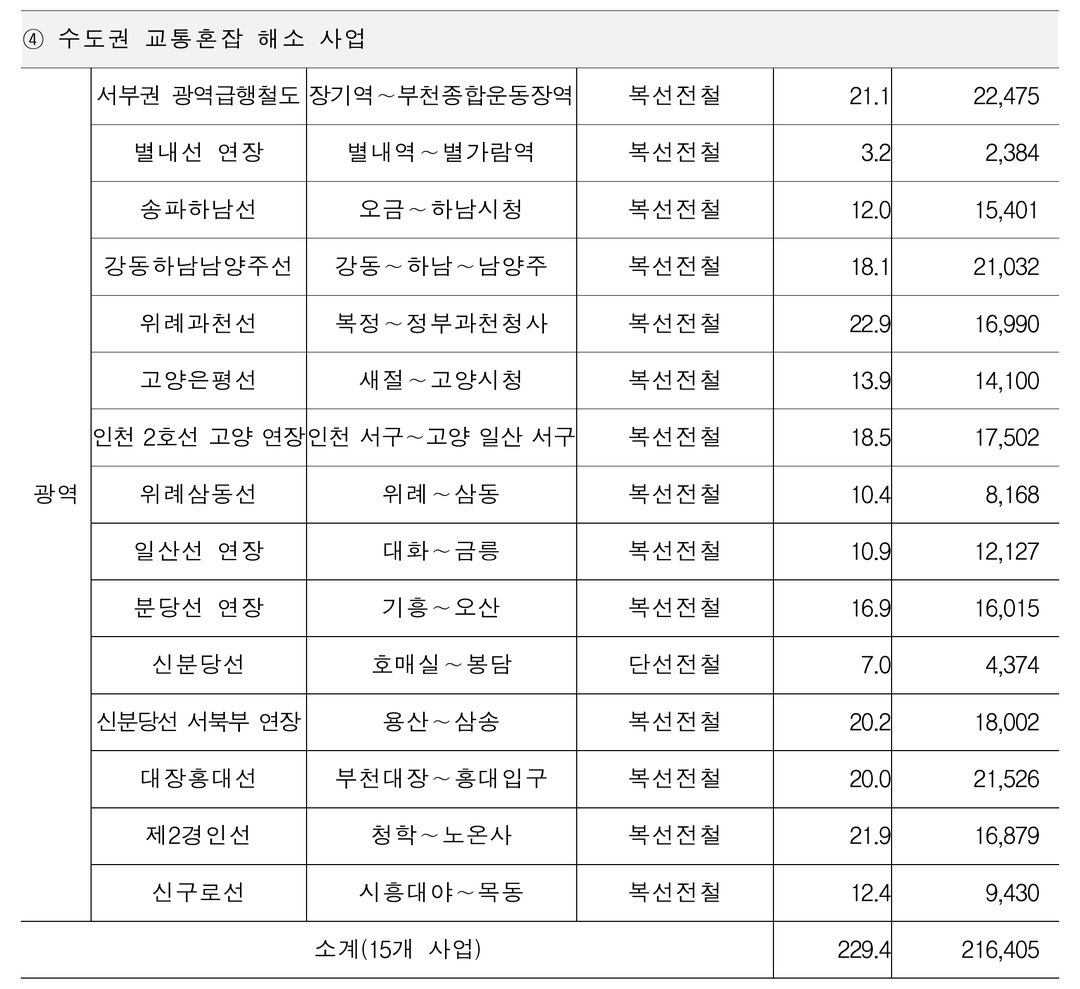 ④ 수도권 교통혼잡 해소 사업
서부권 광역급행철도 장기역~부천종합운동장역 복선전철 21.1 22,475
별내선 연장 별내역~별가람역 복선전철 3.2 2,384
송파하남선 오금~하남시청 복선전철 12.0 15,401
강동하남남양주선 강동~하남~남양주 복선전철 18.1 21,032
위례과천선 복정~정부과천청사 복선전철 22.9 16,990
고양은평선 새절~고양시청 복선전철 13.9 14,100
인천 2호선 고양 연장 인천 서구~고양 일산 서구 복선전철 18.5 17,502
광역 위례삼동선 위례~삼동 복선전철 10.4 8,168
일산선 연장 대화~금릉 복선전철 10.9 12,127
분당선 연장 기흥~오산 복선전철 16.9 16,015
신분당선 호매실~봉담 단선전철 7.0 4,374
신분당선 서북부 연장 용산~삼송 복선전철 20.2 18,002
대장홍대선 부천대장~홍대입구 복선전철 20.0 21,526
제2경인선 청학~노온사 복선전철 21.9 16,879
신구로선 시흥대야~목동 복선전철 12.4 9,430
소계(15개 사업) 229.4 216,405